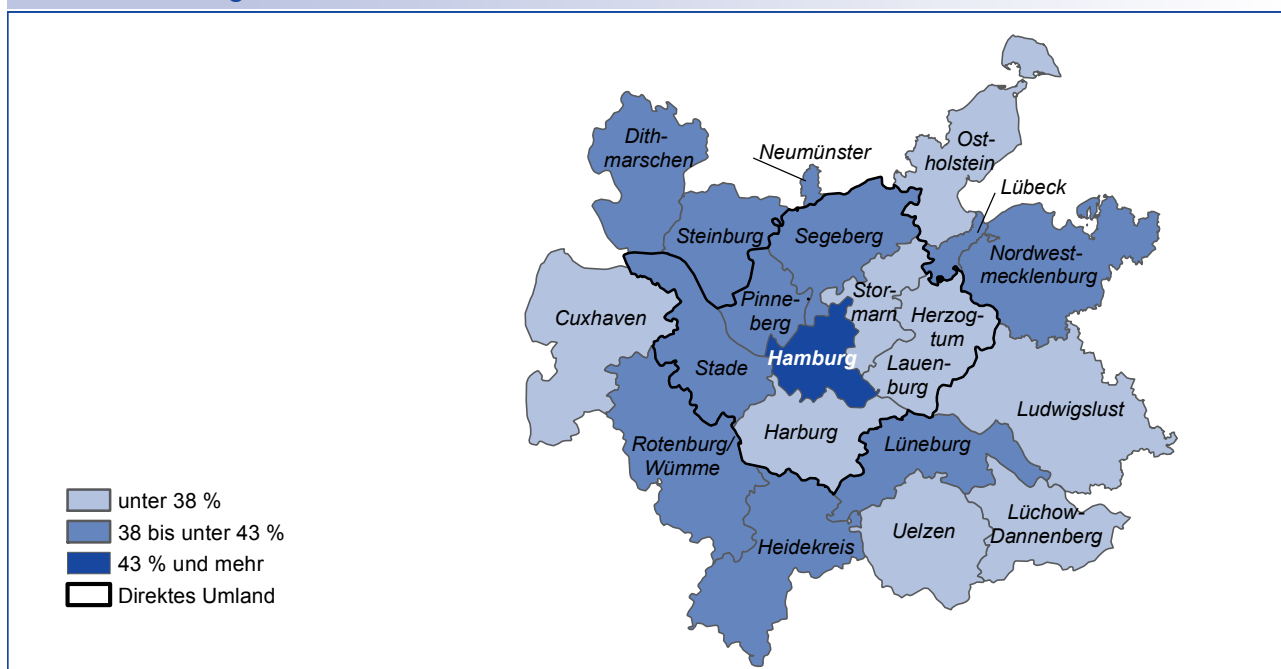 Dith-
marschen
Neumünster
Ost-
holstein
Lübeck
Steinburg
Segeberg
Nordwest-
mecklenburg
Cuxhaven
Pinne-
berg
Stor-
marn
Herzog-
tum
Lauen-
burg
Hamburg
Stade
Ludwigslust
Harburg
Rotenburg/
Wümme
Lüneburg
Uelzen
Lüchow-
Dannenberg
Heidekreis
unter 38 %
38 bis unter 43 %
43 % und mehr
Direktes Umland